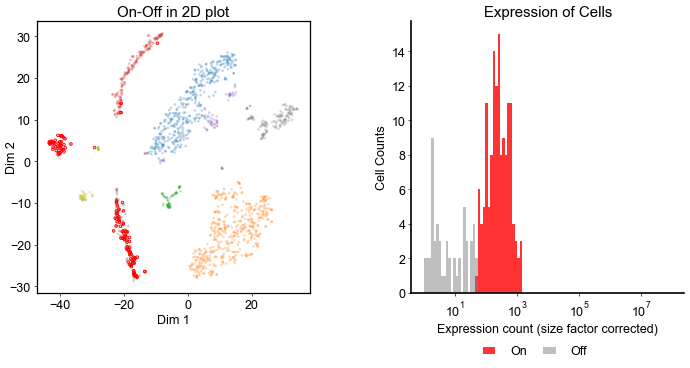 On-Off in 2D plot
30
20
10
0
−10
−20
−30
Dim 2
−40
−20
0
20
Dim 1
Expression of Cells
14
12
10
8
6
4
2
0
Cell Counts
10^1
10^3
10^5
10^7
Expression count (size factor corrected)
On
Off